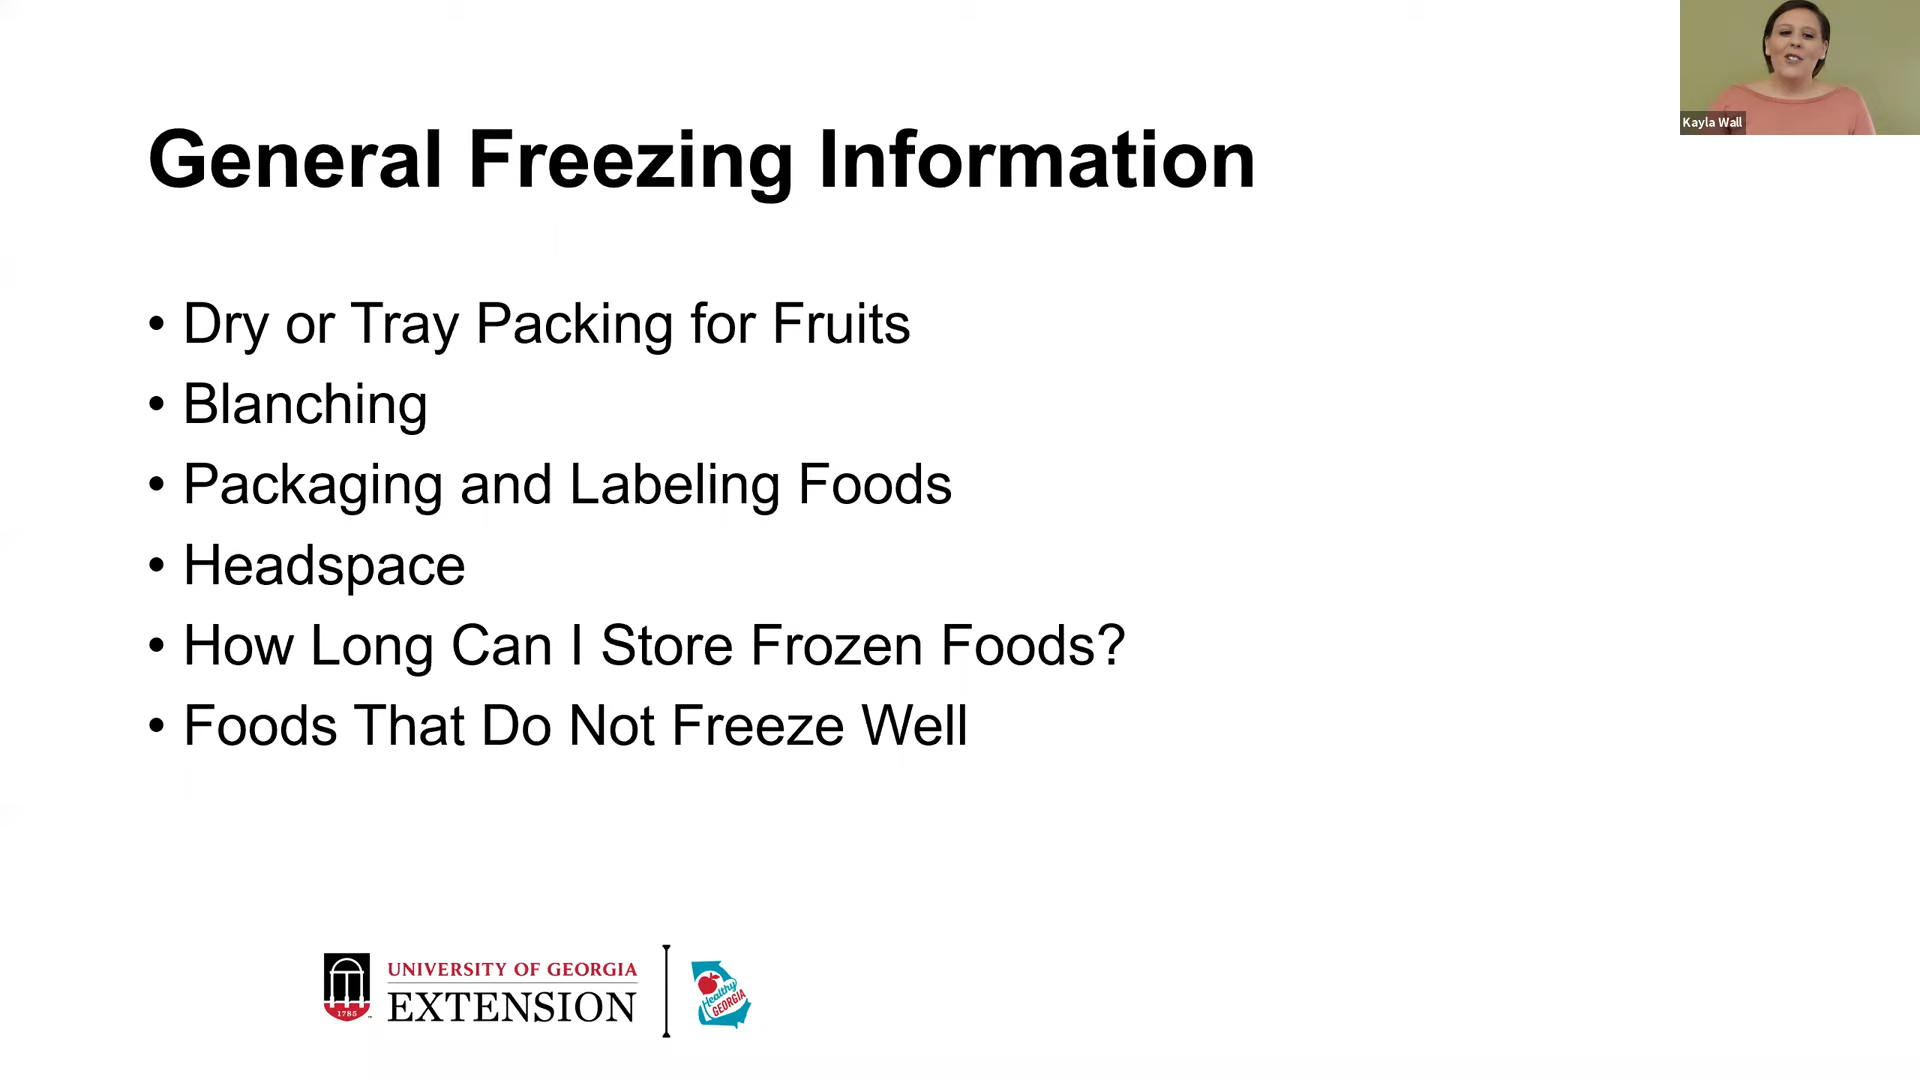 Kayla Wall
General Freezing Information
• Dry or Tray Packing for Fruits
• Blanching
• Packaging and Labeling Foods
• Headspace
• How Long Can I Store Frozen Foods?
• Foods That Do Not Freeze Well
1785
UNIVERSITY OF GEORGIA
EXTENSION
Healthy
GEORGIA